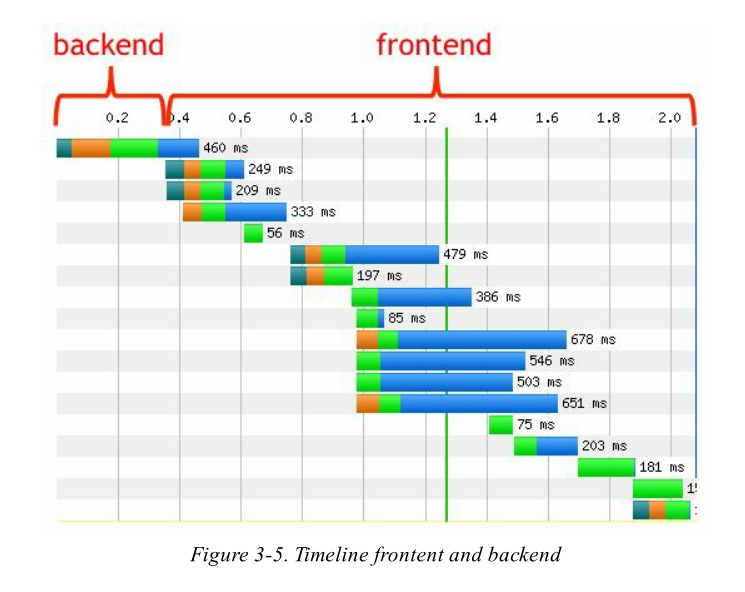 backend frontend
0.2 0.4 0.6 0.8 1.0 1.2 1.4 1.6 1.8 2.0
460 ms
249 ms
209 ms
333 ms
56 ms
479 ms
197 ms
386 ms
85 ms
678 ms
546 ms
503 ms
651 ms
75 ms
203 ms
181 ms
Figure 3-5. Timeline frontent and backend